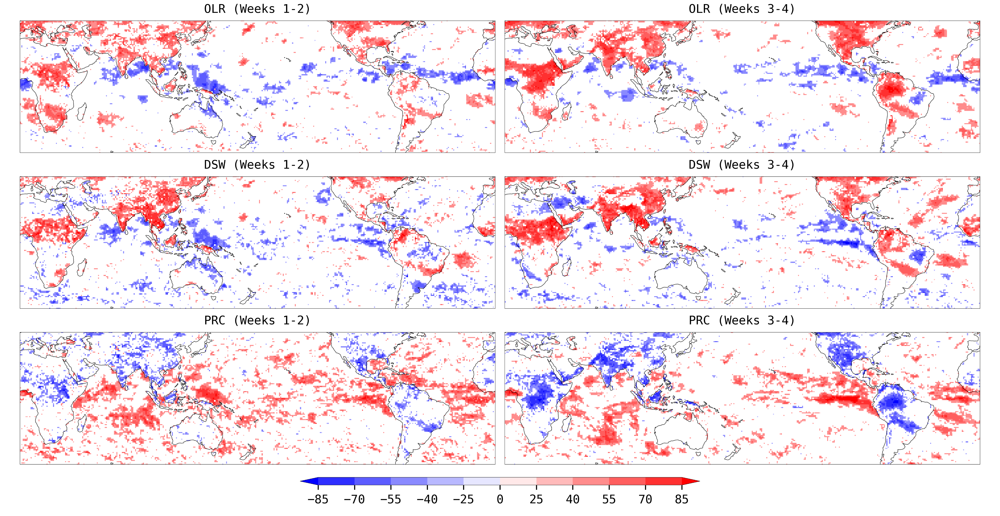 OLR (Weeks 1-2)
OLR (Weeks 3-4)
DSW (Weeks 1-2)
DSW (Weeks 3-4)
PRC (Weeks 1-2)
PRC (Weeks 3-4)
−85 −70 −55 −40 −25 0 25 40 55 70 85